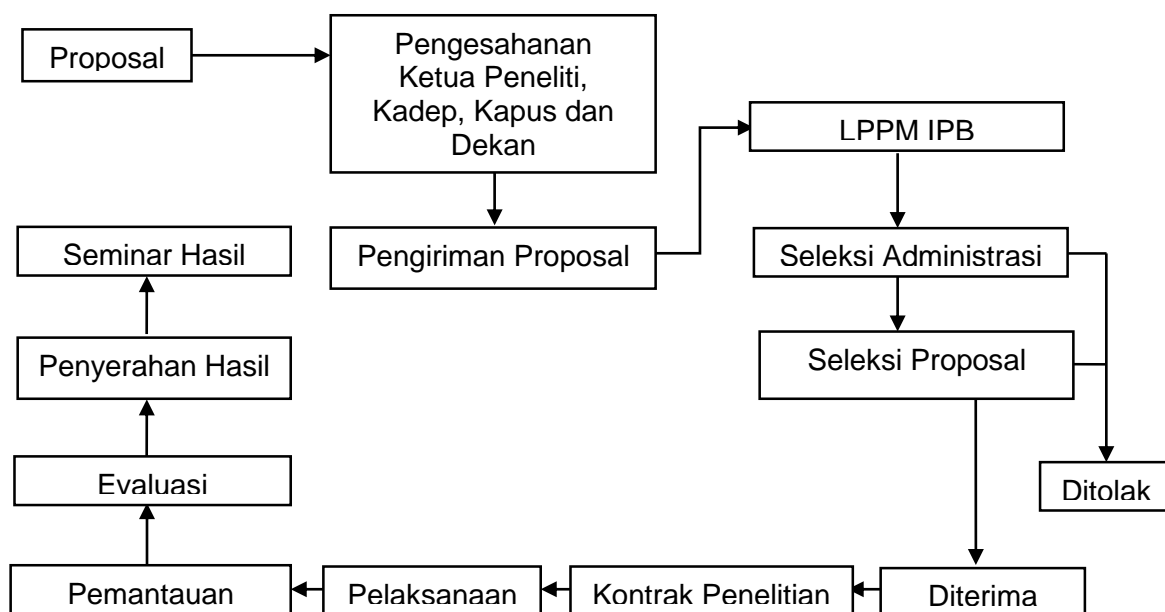 Proposal
Pengesahanan
Ketua Peneliti,
Kadep, Kapus dan
Dekan
LPPM IPB
Pengiriman Proposal
Seleksi Administrasi
Seminar Hasil
Seleksi Proposal
Penyerahan Hasil
Evaluasi
Ditolak
Pemantauan
Pelaksanaan
Kontrak Penelitian
Diterima